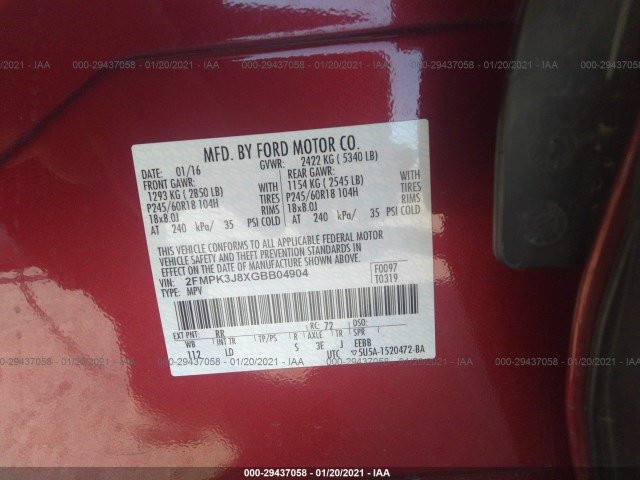 000-29437058 - 01/20/2021 - IAA
MFD. BY FORD MOTOR CO.
DATE: 01/16 GVWR: 2422 KG ( 5340 LB)
FRONT GAWR: REAR GAWR:
1293 KG ( 2850 LB) WITH 1154 KG ( 2545 LB) WITH
P245/60R18 104H TIRES P245/60R18 104H TIRES
18x8.0J RIMS 18x8.0J RIMS
AT 240 kPa/ 35 PSI COLD AT 240 kPa/ 35 PSI COLD
THIS VEHICLE CONFORMS TO ALL APPLICABLE FEDERAL MOTOR
VEHICLE SAFETY AND THEFT PREVENTION STANDARDS IN
EFFECT ON THE DATE OF MANUFACTURE SHOWN ABOVE.
VIN: 2FMPK3J8XGBB04904 F0097
TYPE: MPV T0319
EXT PNT: RR RC: 72 DSO:
WB INT TR TP/PS R AXLE TR SPR
112 LD S 3E J EEBB
UTC ▽5U5A-1520472-BA
000-29437058 - 01/20/2021 - IAA